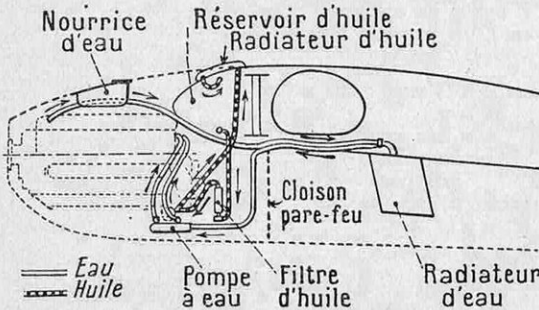 Nourrice
d'eau
Réservoir d'huile
Radiateur d'huile
Cloison
pare-feu
Eau
Huile
Pompe
à eau
Filtre
d'huile
Radiateur
d'eau